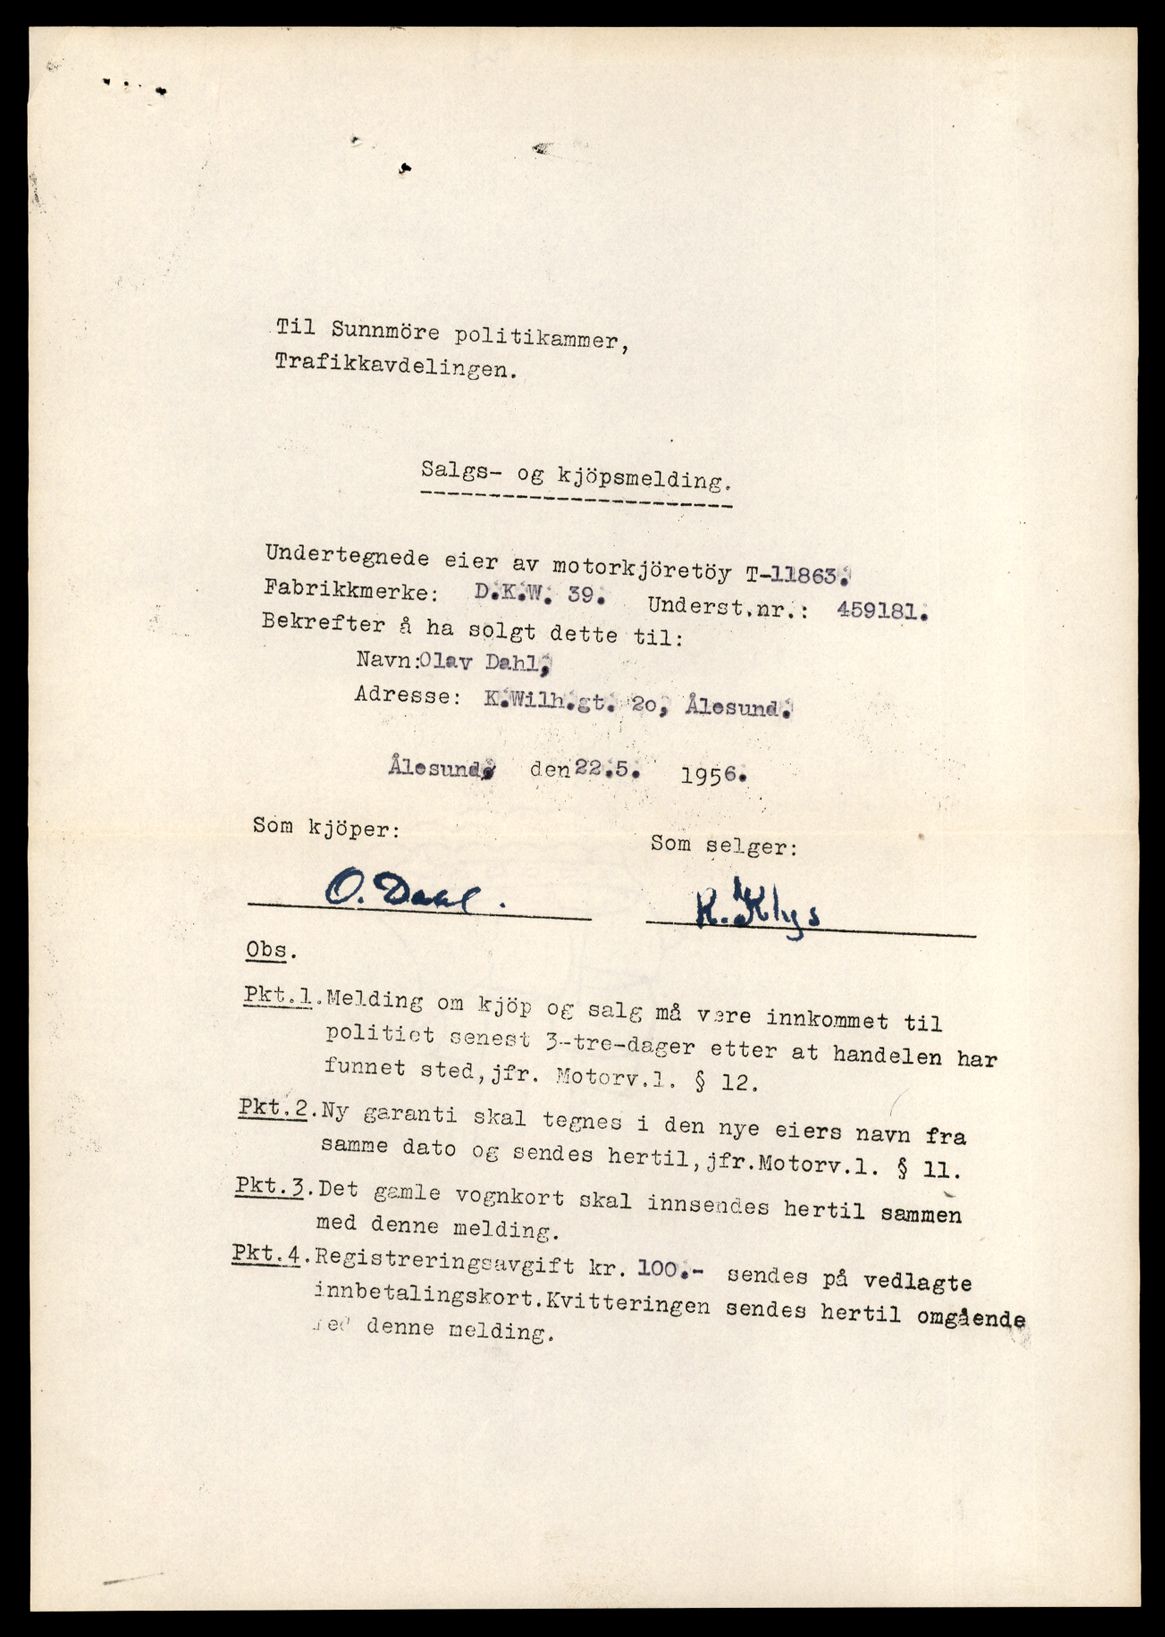 Til Sunnmöre politikammer,
Trafikkavdelingen.
Salgs- og kjöpsmelding.
Undertegnede eier av motorkjöretöy T-11863.
Fabrikkmerke: D.K.W. 39. Underst.nr.: 459181.
Bekrefter å ha solgt dette til:
Navn:Olav Dahl,
Adresse: K.Wilh.gt. 2o, Ålesund.
Ålesund, den 22.5. 1956.
Som kjöper: Som selger:
O. Dahl. R. Klys
Obs.
Pkt.1.Melding om kjöp og salg må være innkommet til
politiet senest 3-tre-dager etter at handelen har
funnet sted,jfr. Motorv.l. § 12.
Pkt.2.Ny garanti skal tegnes i den nye eiers navn fra
samme dato og sendes hertil,jfr.Motorv.l. § 11.
Pkt.3.Det gamle vognkort skal innsendes hertil sammen
med denne melding.
Pkt.4.Registreringsavgift kr. 100.- sendes på vedlagte
innbetalingskort.Kvitteringen sendes hertil omgående
med denne melding.